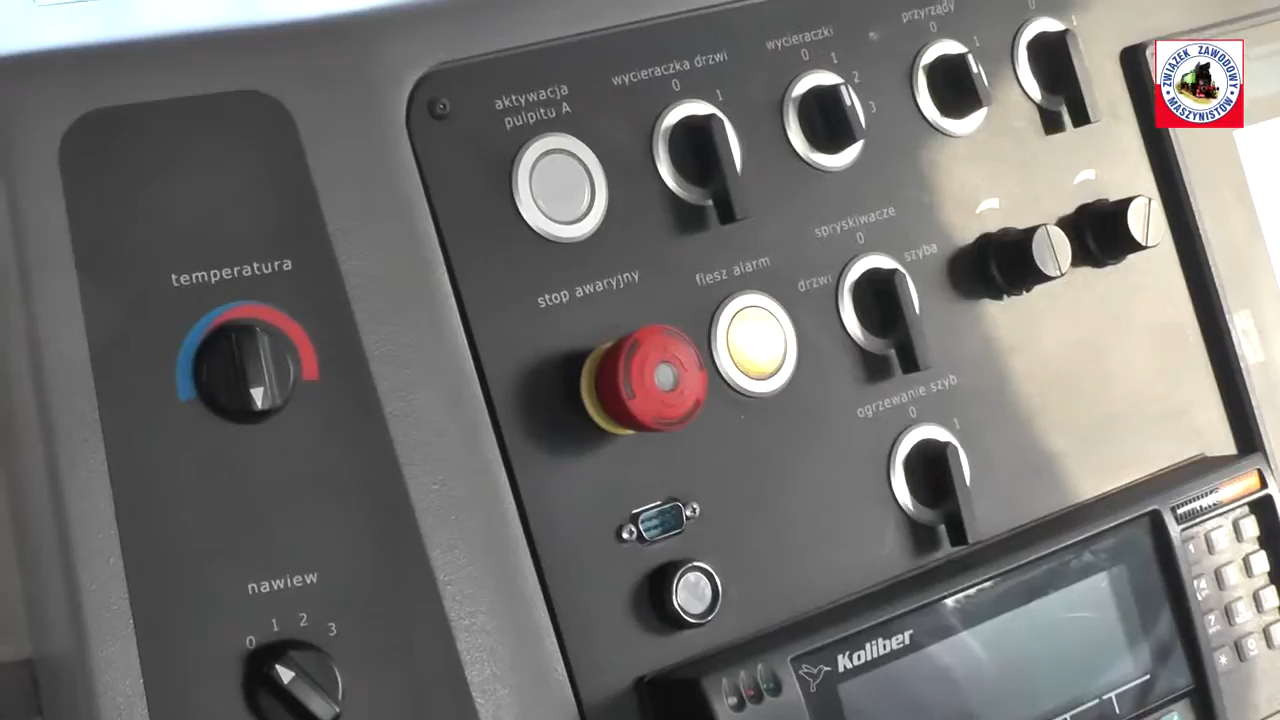 aktywacja
pulpitu A
wycieraczka drzwi
0 1
wycieraczki
0 1 2 3
przyrządy
0 1
0 1
ZWIĄZEK ZAWODOWY
MASZYNISTÓW
temperatura
stop awaryjny
flesz alarm
spryskiwacze
drzwi 0 szyba
ogrzewanie szyb
0 1
nawiew
0 1 2 3
Koliber